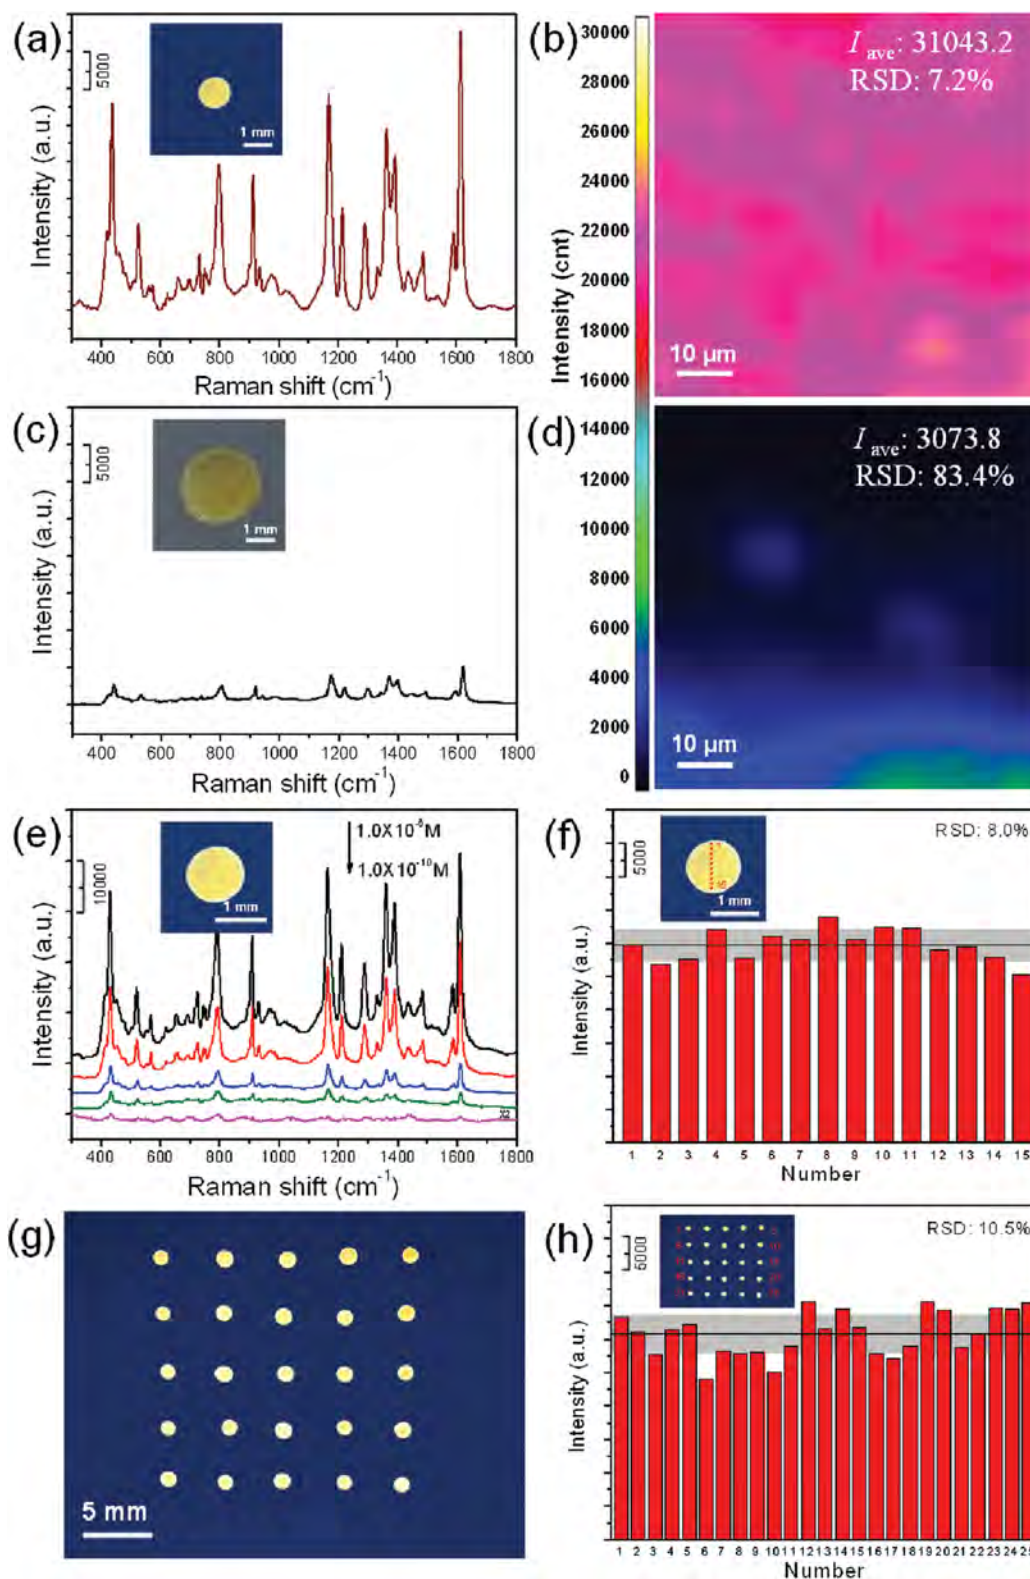 (a)
5000
1 mm
Intensity (a.u.)
400 600 800 1000 1200 1400 1600 1800
Raman shift (cm⁻¹)
(b)
I ave: 31043.2
RSD: 7.2%
10 µm
30000
28000
26000
24000
22000
20000
18000
16000
14000
12000
10000
8000
6000
4000
2000
0
Intensity (cnt)
(c)
5000
1 mm
Intensity (a.u.)
400 600 800 1000 1200 1400 1600 1800
Raman shift (cm⁻¹)
(d)
I ave: 3073.8
RSD: 83.4%
10 µm
(e)
10000
1 mm
1.0X10⁻⁶M
1.0X10⁻¹⁰M
Intensity (a.u.)
400 600 800 1000 1200 1400 1600 1800
Raman shift (cm⁻¹)
(f)
5000
1 mm
RSD: 8.0%
Intensity (a.u.)
1 2 3 4 5 6 7 8 9 10 11 12 13 14 15
Number
(g)
5 mm
(h)
5000
RSD: 10.5%
Intensity (a.u.)
1 2 3 4 5 6 7 8 9 10 11 12 13 14 15 16 17 18 19 20 21 22 23 24 25
Number